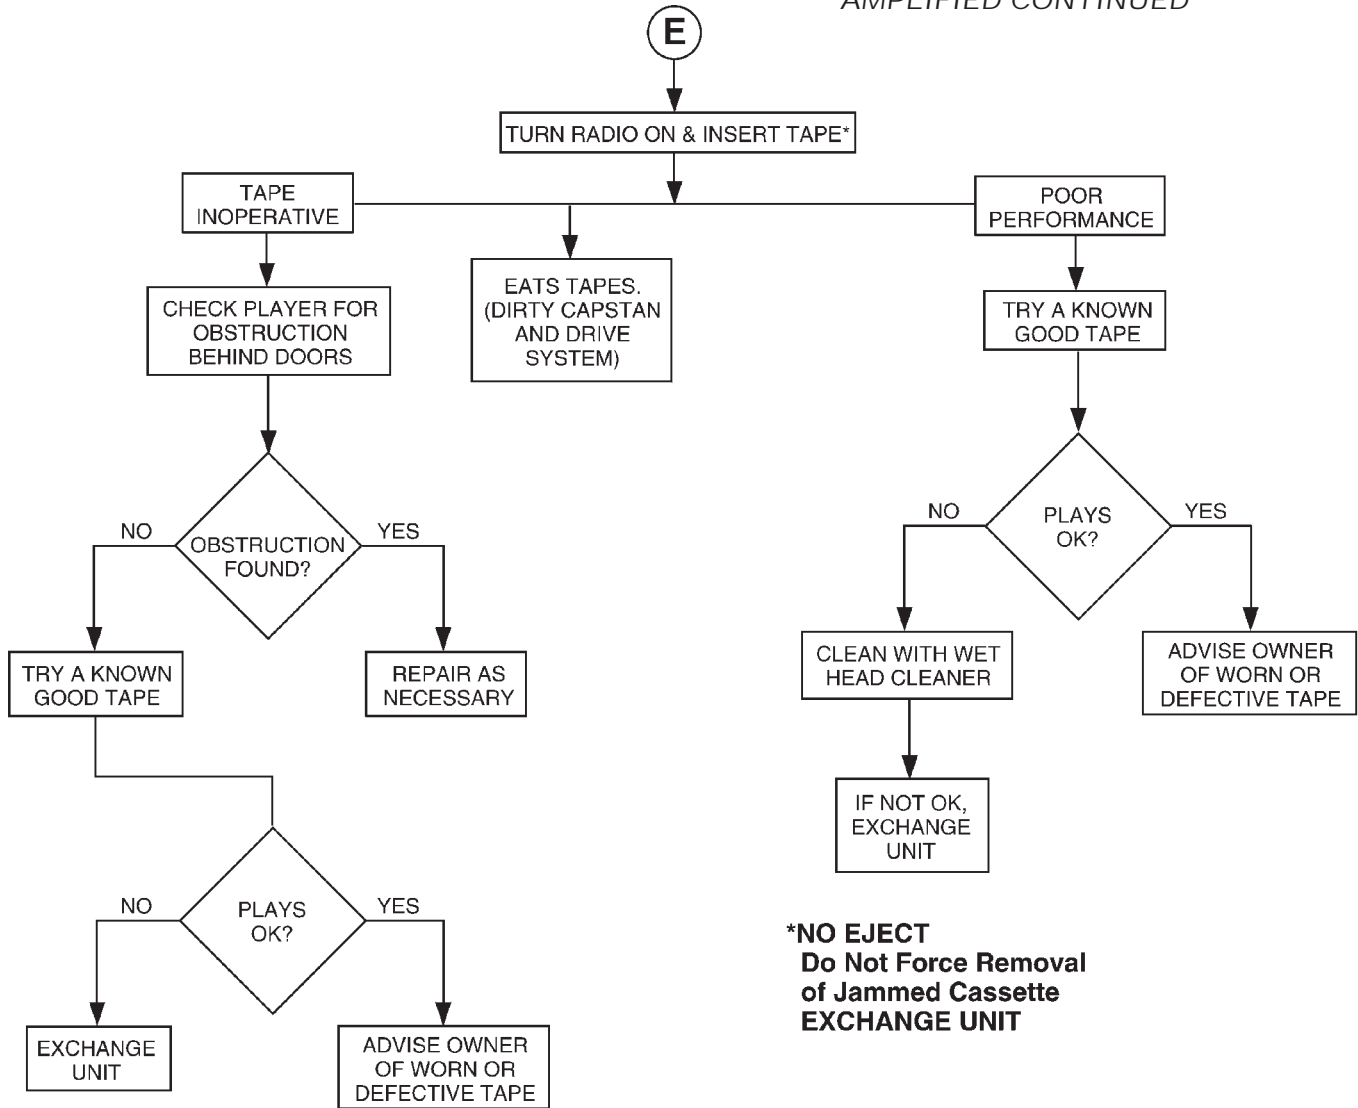 AMPLIFIED CONTINUED
E
TURN RADIO ON & INSERT TAPE*
TAPE
INOPERATIVE
POOR
PERFORMANCE
EATS TAPES.
(DIRTY CAPSTAN
AND DRIVE
SYSTEM)
CHECK PLAYER FOR
OBSTRUCTION
BEHIND DOORS
TRY A KNOWN
GOOD TAPE
NO
OBSTRUCTION
FOUND?
YES
NO
PLAYS
OK?
YES
TRY A KNOWN
GOOD TAPE
REPAIR AS
NECESSARY
CLEAN WITH WET
HEAD CLEANER
ADVISE OWNER
OF WORN OR
DEFECTIVE TAPE
IF NOT OK,
EXCHANGE
UNIT
NO
PLAYS
OK?
YES
EXCHANGE
UNIT
ADVISE OWNER
OF WORN OR
DEFECTIVE TAPE
*NO EJECT
Do Not Force Removal
of Jammed Cassette
EXCHANGE UNIT